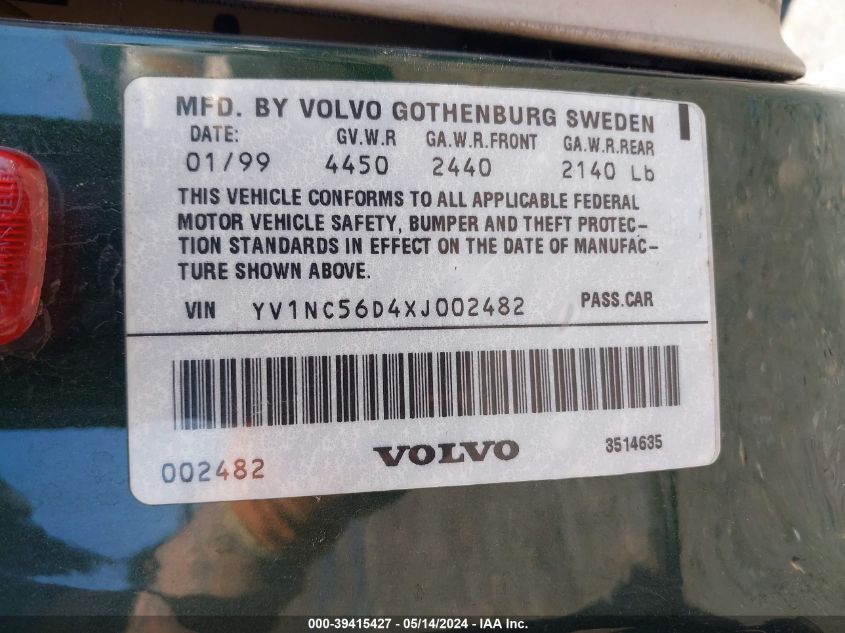 MFD. BY VOLVO GOTHENBURG SWEDEN
DATE: GV.W.R GA.W.R.FRONT GA.W.R.REAR
01/99 4450 2440 2140 Lb
THIS VEHICLE CONFORMS TO ALL APPLICABLE FEDERAL
MOTOR VEHICLE SAFETY, BUMPER AND THEFT PROTEC-
TION STANDARDS IN EFFECT ON THE DATE OF MANUFAC-
TURE SHOWN ABOVE.
VIN YV1NC56D4XJ002482 PASS.CAR
002482 VOLVO 3514635
000-39415427 - 05/14/2024 - IAA Inc.